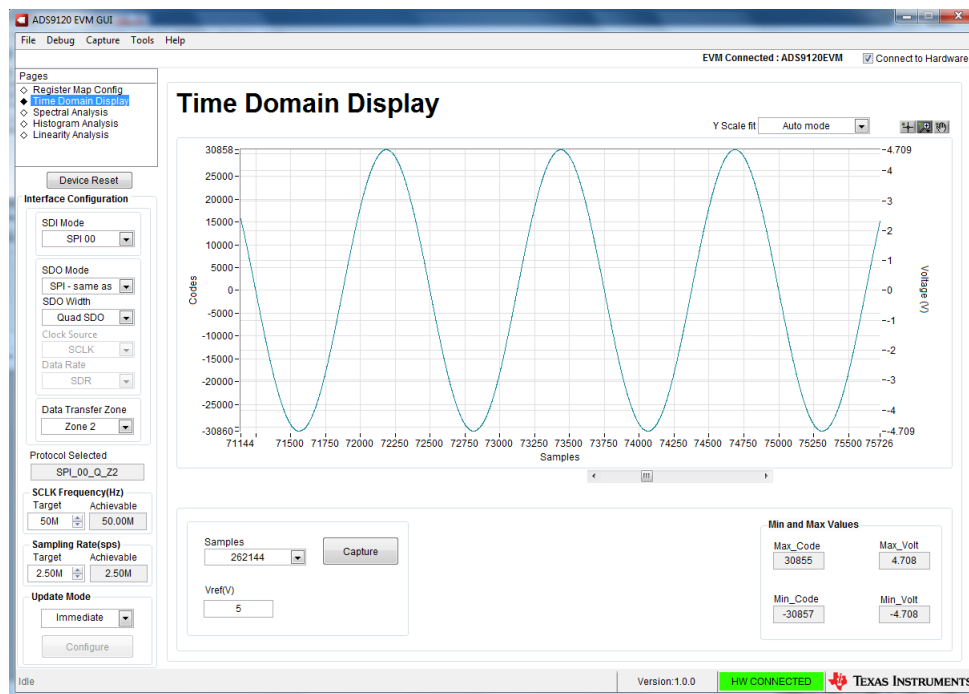 ADS9120 EVM GUI
File Debug Capture Tools Help
EVM Connected : ADS9120EVM Connect to Hardware
Pages
Register Map Config
Time Domain Display
Spectral Analysis
Histogram Analysis
Linearity Analysis
Device Reset
Interface Configuration
SDI Mode
SPI 00
SDO Mode
SPI - same as
SDO Width
Quad SDO
Clock Source
SCLK
Data Rate
SDR
Data Transfer Zone
Zone 2
Protocol Selected
SPI_00_Q_Z2
SCLK Frequency(Hz)
Target Achievable
50M 50.00M
Sampling Rate(sps)
Target Achievable
2.50M 2.50M
Update Mode
Immediate
Configure
Time Domain Display
Y Scale fit Auto mode
Codes
30858
25000
20000
15000
10000
5000
0
-5000
-10000
-15000
-20000
-25000
-30860
4.709
4
3
2
1
0
-1
-2
-3
-4
-4.709
Voltage (V)
71144 71500 71750 72000 72250 72500 72750 73000 73250 73500 73750 74000 74250 74500 74750 75000 75250 75500 75726
Samples
Samples
262144
Capture
Vref(V)
5
Min and Max Values
Max_Code Max_Volt
30855 4.708
Min_Code Min_Volt
-30857 -4.708
Idle
Version:1.0.0 HW CONNECTED TEXAS INSTRUMENTS